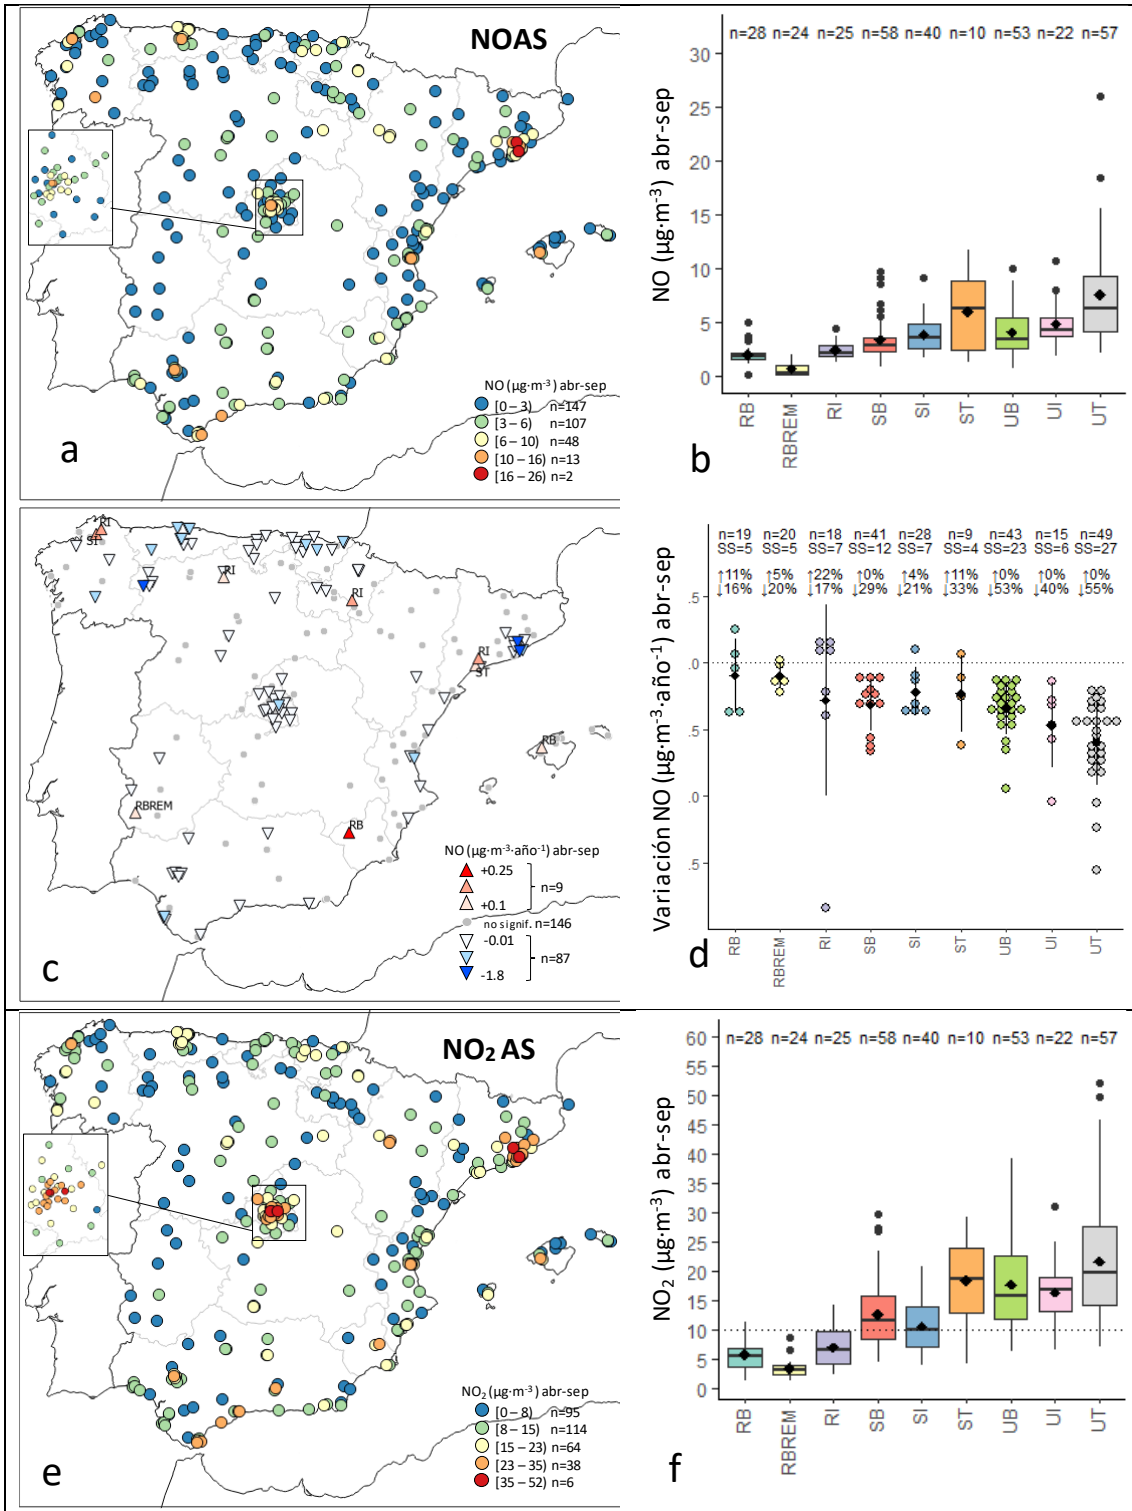 NOAS
NO (µg·m⁻³) abr-sep
[0 – 3) n=147
[3 – 6) n=107
[6 – 10) n=48
[10 – 16) n=13
[16 – 26) n=2
a
n=28 n=24 n=25 n=58 n=40 n=10 n=53 n=22 n=57
NO (µg·m⁻³) abr-sep
30
25
20
15
10
5
0
RB RBREM RI SB SI ST UB UI UT
b
RI
ST
RI
RI
RI
ST
RB
RBREM
RB
NO (µg·m⁻³·año⁻¹) abr-sep
+0.25
n=9
+0.1
no signif. n=146
-0.01
n=87
-1.8
c
n=19 n=20 n=18 n=41 n=28 n=9 n=43 n=15 n=49
SS=5 SS=5 SS=7 SS=12 SS=7 SS=4 SS=23 SS=6 SS=27
↑11% ↑5% ↑22% ↑0% ↑4% ↑11% ↑0% ↑0% ↑0%
↓16% ↓20% ↓17% ↓29% ↓21% ↓33% ↓53% ↓40% ↓55%
Variación NO (µg·m⁻³·año⁻¹) abr-sep
.5
.0
.5
.0
.5
RB RBREM RI SB SI ST UB UI UT
d
NO₂ AS
NO₂ (µg·m⁻³) abr-sep
[0 – 8) n=95
[8 – 15) n=114
[15 – 23) n=64
[23 – 35) n=38
[35 – 52) n=6
e
n=28 n=24 n=25 n=58 n=40 n=10 n=53 n=22 n=57
NO₂ (µg·m⁻³) abr-sep
60
55
50
45
40
35
30
25
20
15
10
5
0
RB RBREM RI SB SI ST UB UI UT
f